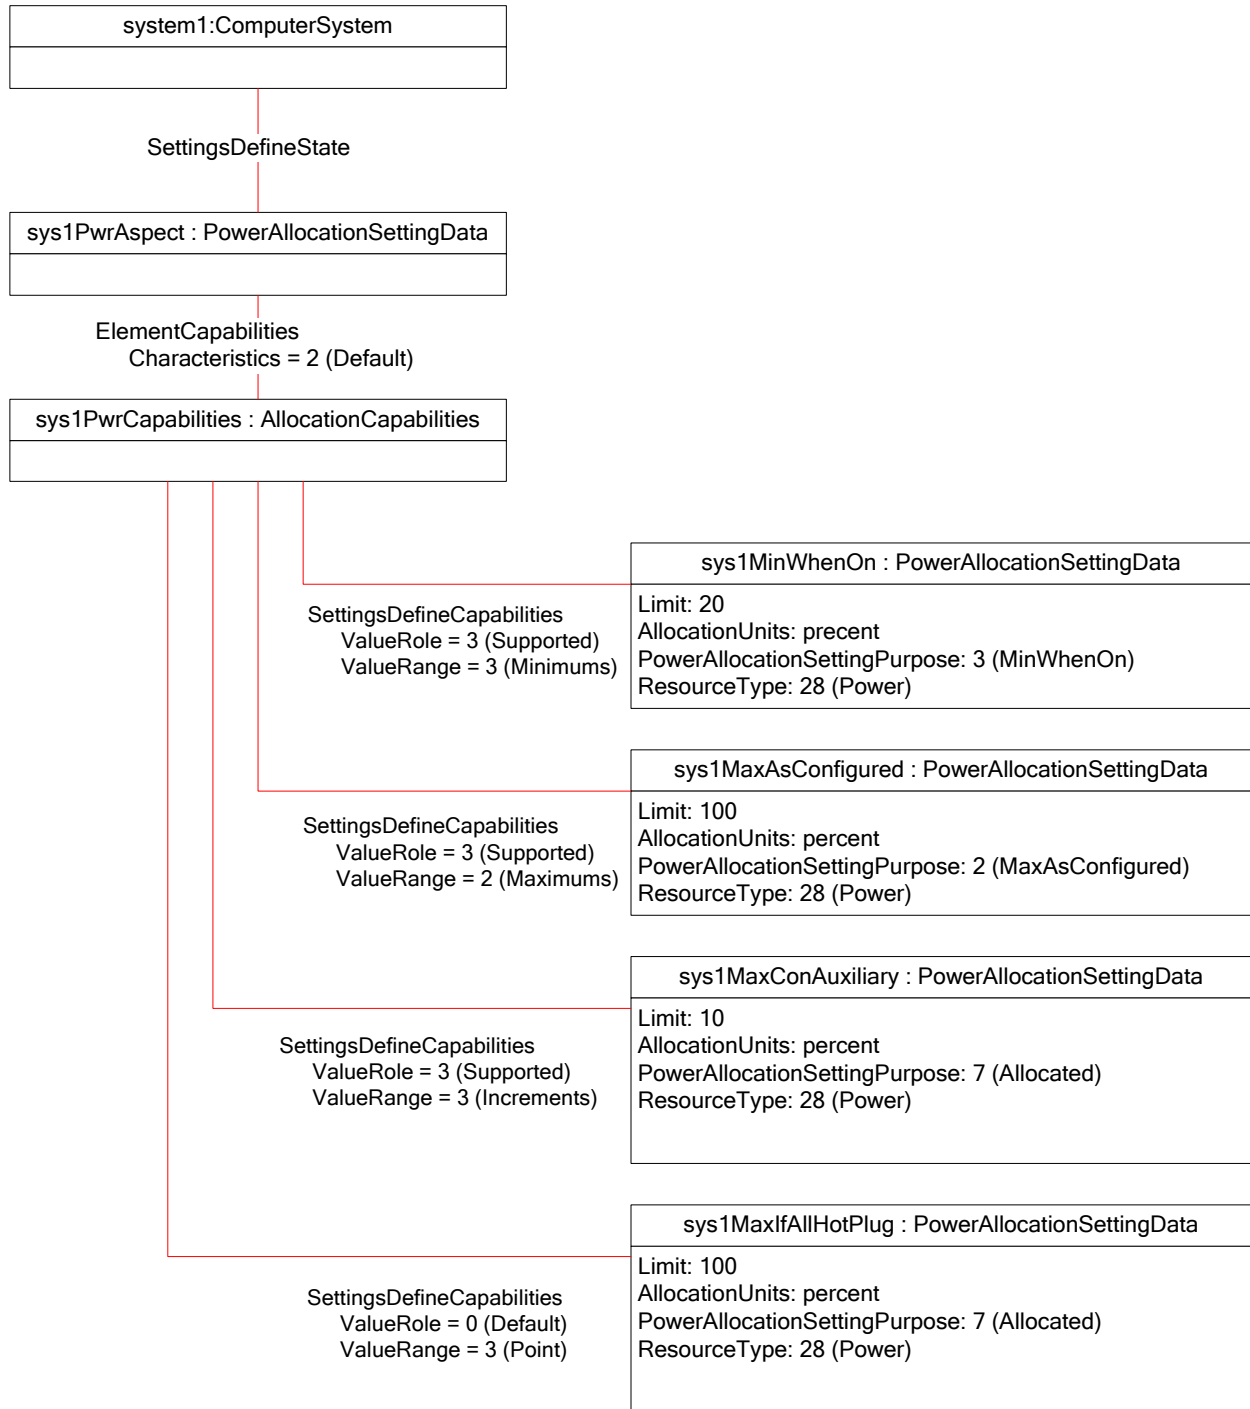 system1:ComputerSystem
SettingsDefineState
sys1PwrAspect : PowerAllocationSettingData
ElementCapabilities
Characteristics = 2 (Default)
sys1PwrCapabilities : AllocationCapabilities
sys1MinWhenOn : PowerAllocationSettingData
SettingsDefineCapabilities
ValueRole = 3 (Supported)
ValueRange = 3 (Minimums)
Limit: 20
AllocationUnits: precent
PowerAllocationSettingPurpose: 3 (MinWhenOn)
ResourceType: 28 (Power)
sys1MaxAsConfigured : PowerAllocationSettingData
SettingsDefineCapabilities
ValueRole = 3 (Supported)
ValueRange = 2 (Maximums)
Limit: 100
AllocationUnits: percent
PowerAllocationSettingPurpose: 2 (MaxAsConfigured)
ResourceType: 28 (Power)
sys1MaxConAuxiliary : PowerAllocationSettingData
SettingsDefineCapabilities
ValueRole = 3 (Supported)
ValueRange = 3 (Increments)
Limit: 10
AllocationUnits: percent
PowerAllocationSettingPurpose: 7 (Allocated)
ResourceType: 28 (Power)
sys1MaxIfAllHotPlug : PowerAllocationSettingData
SettingsDefineCapabilities
ValueRole = 0 (Default)
ValueRange = 3 (Point)
Limit: 100
AllocationUnits: percent
PowerAllocationSettingPurpose: 7 (Allocated)
ResourceType: 28 (Power)